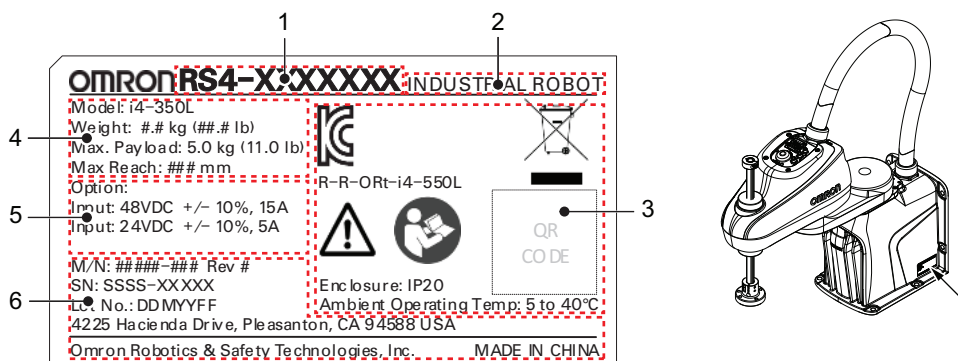 1
2
OMRON RS4-XXXXXXX INDUSTRIAL ROBOT
Model: i4-350L
4
Weight: #.# kg (##.# lb)
Max. Payload: 5.0 kg (11.0 lb)
Max Reach: ### mm
R-R-ORt-i4-550L
Option:
5
Input: 48VDC +/- 10%, 15A
Input: 24VDC +/- 10%, 5A
3
QR
CODE
M/N: #####-### Rev #
SN: SSSS-XXXXX
6
Lot No.: DDMYYFF
Enclosure: IP20
Ambient Operating Temp: 5 to 40°C
4225 Hacienda Drive, Pleasanton, CA 94588 USA
Omron Robotics & Safety Technologies, Inc. MADE IN CHINA
OMRON